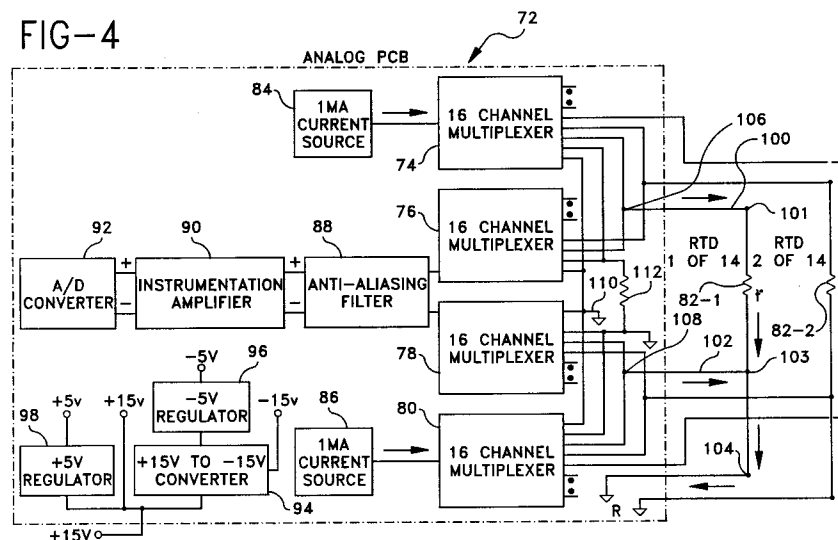 FIG-4
ANALOG PCB
72
84
1MA
CURRENT
SOURCE
16 CHANNEL
MULTIPLEXER
74
106
100
76
16 CHANNEL
MULTIPLEXER
101
92
90
88
+
-
+
-
A/D
CONVERTER
INSTRUMENTATION
AMPLIFIER
ANTI-ALIASING
FILTER
1
RTD
OF 14
2
RTD
OF 14
110
112
82-1
r
82-2
16 CHANNEL
MULTIPLEXER
78
108
102
103
-5V
96
-5V
REGULATOR
-15v
+5v
+15v
98
+5V
REGULATOR
+15V TO -15V
CONVERTER
94
86
1MA
CURRENT
SOURCE
80
16 CHANNEL
MULTIPLEXER
104
R
+15V